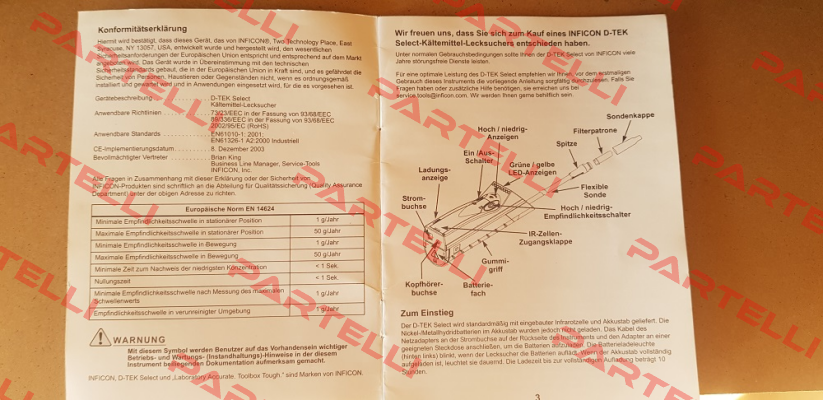 Konformitätserklärung
Hiermit wird bestätigt, dass dieses Gerät, das von INFICON®, Two Technology Place, East
Syracuse, NY 13057, USA, entwickelt wurde und hergestellt wird, den wesentlichen
Sicherheitsanforderungen der Europäischen Union entspricht und entsprechend auf dem Markt
angeboten wird. Das Gerät wurde in Übereinstimmung mit den technischen
Sicherheitsstandards gebaut, die in der Europäischen Union in Kraft sind, und es gefährdet die
Sicherheit von Personen, Haustieren oder Gegenständen nicht, wenn es ordnungsgemäß
installiert und gewartet wird und in Anwendungen eingesetzt wird, für die es vorgesehen ist.
Gerätebeschreibung D-TEK Select
Kältemittel-Lecksucher
Anwendbare Richtlinien 73/23/EEC in der Fassung von 93/68/EEC
89/336/EEC in der Fassung von 93/68/EEC
2002/95/EC (RoHS)
Anwendbare Standards EN61010-1: 2001;
EN61326-1 A2:2000 Industriell
CE-Implementierungsdatum 8. Dezember 2003
Bevollmächtigter Vertreter Brian King
Business Line Manager, Service-Tools
INFICON, Inc.
Alle Fragen in Zusammenhang mit dieser Erklärung oder der Sicherheit von
INFICON-Produkten sind schriftlich an die Abteilung für Qualitätssicherung (Quality Assurance
Department) unter der obigen Adresse zu richten.
Europäische Norm EN 14624
Minimale Empfindlichkeitsschwelle in stationärer Position 1 g/Jahr
Maximale Empfindlichkeitsschwelle in stationärer Position 50 g/Jahr
Minimale Empfindlichkeitsschwelle in Bewegung 1 g/Jahr
Maximale Empfindlichkeitsschwelle in Bewegung 50 g/Jahr
Minimale Zeit zum Nachweis der niedrigsten Konzentration < 1 Sek.
Nullungszeit < 1 Sek.
Minimale Empfindlichkeitsschwelle nach Messung des maximalen
Schwellenwerts 1 g/Jahr
Empfindlichkeitsschwelle in verunreinigter Umgebung 1 g/Jahr
WARNUNG
Mit diesem Symbol werden Benutzer auf das Vorhandensein wichtiger
Betriebs- und Wartungs- (Instandhaltungs)-Hinweise in der diesem
Instrument beiliegenden Dokumentation aufmerksam gemacht.
INFICON, D-TEK Select und „Laboratory Accurate. Toolbox Tough." sind Marken von INFICON.
Wir freuen uns, dass Sie sich zum Kauf eines INFICON D-TEK
Select-Kältemittel-Lecksuchers entschieden haben.
Unter normalen Gebrauchsbedingungen sollte Ihnen der D-TEK Select von INFICON viele
Jahre störungsfreie Dienste leisten.
Für eine optimale Leistung des D-TEK Select empfehlen wir Ihnen, vor dem erstmaligen
Gebrauch dieses Instruments die vorliegende Anleitung sorgfältig durchzulesen. Falls Sie
Fragen haben oder zusätzliche Hilfe benötigen, sie erreichen uns bei
service.tools@inficon.com. Wir werden Ihnen gerne behilflich sein.
Sondenkappe
Hoch / niedrig-
Anzeigen
Filterpatrone
Spitze
Ein /Aus-
Schalter
Grüne / gelbe
LED-Anzeigen
Ladungs-
anzeige
Flexible
Sonde
Strom-
buchse
Hoch / niedrig-
Empfindlichkeitsschalter
IR-Zellen-
Zugangsklappe
Gummi-
griff
Kopfhörer-
buchse
Batterie-
fach
Zum Einstieg
Der D-TEK Select wird standardmäßig mit eingebauter Infrarotzelle und Akkustab geliefert. Die
Nickel-/Metallhydridbatterien im Akkustab wurden jedoch nicht geladen. Das Kabel des
Netzadapters an der Strombuchse auf der Rückseite des Instruments und den Adapter an einer
geeigneten Steckdose anschließen, um die Batterien aufzuladen. Die Batterieladeleuchte
(hinten links) blinkt, wenn der Lecksucher die Batterien auflädt. Wenn der Akkustab vollständig
aufgeladen ist, leuchtet sie dauernd. Die Ladezeit bis zur vollständigen Aufladung beträgt 10
Stunden.
3
PARTELLI
PARTELLI
PARTELLI
PARTELLI
PARTELLI
PARTELLI
PARTELLI